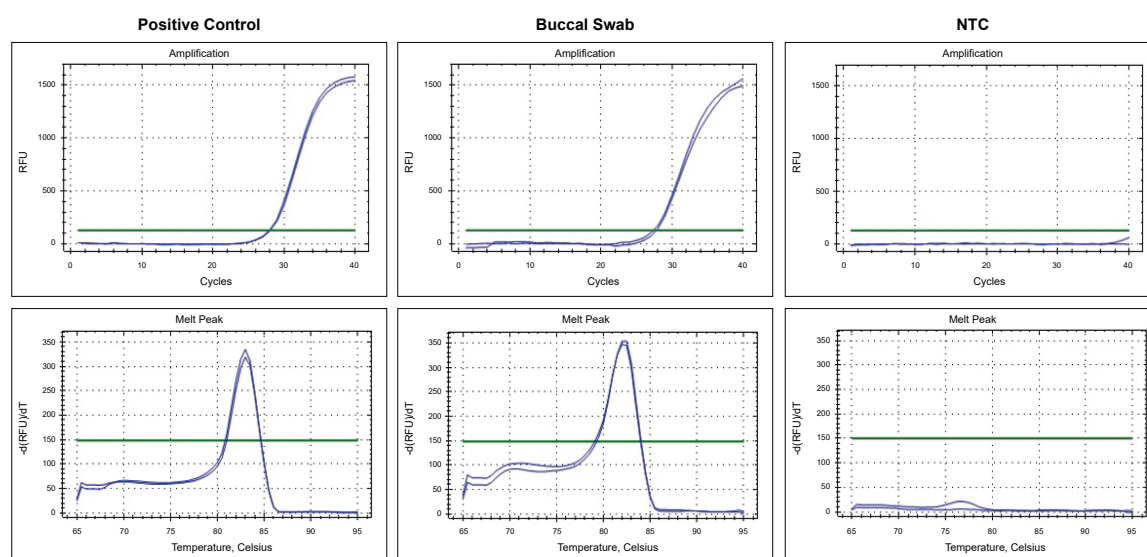 Positive Control
Buccal Swab
NTC
Amplification
1500
1000
500
0
RFU
0 10 20 30 40
Cycles
Amplification
1500
1000
500
0
RFU
0 10 20 30 40
Cycles
Amplification
1500
1000
500
0
RFU
0 10 20 30 40
Cycles
Melt Peak
350
300
250
200
150
100
50
0
-d(RFU)/dT
65 70 75 80 85 90 95
Temperature, Celsius
Melt Peak
350
300
250
200
150
100
50
0
-d(RFU)/dT
65 70 75 80 85 90 95
Temperature, Celsius
Melt Peak
350
300
250
200
150
100
50
0
-d(RFU)/dT
65 70 75 80 85 90 95
Temperature, Celsius